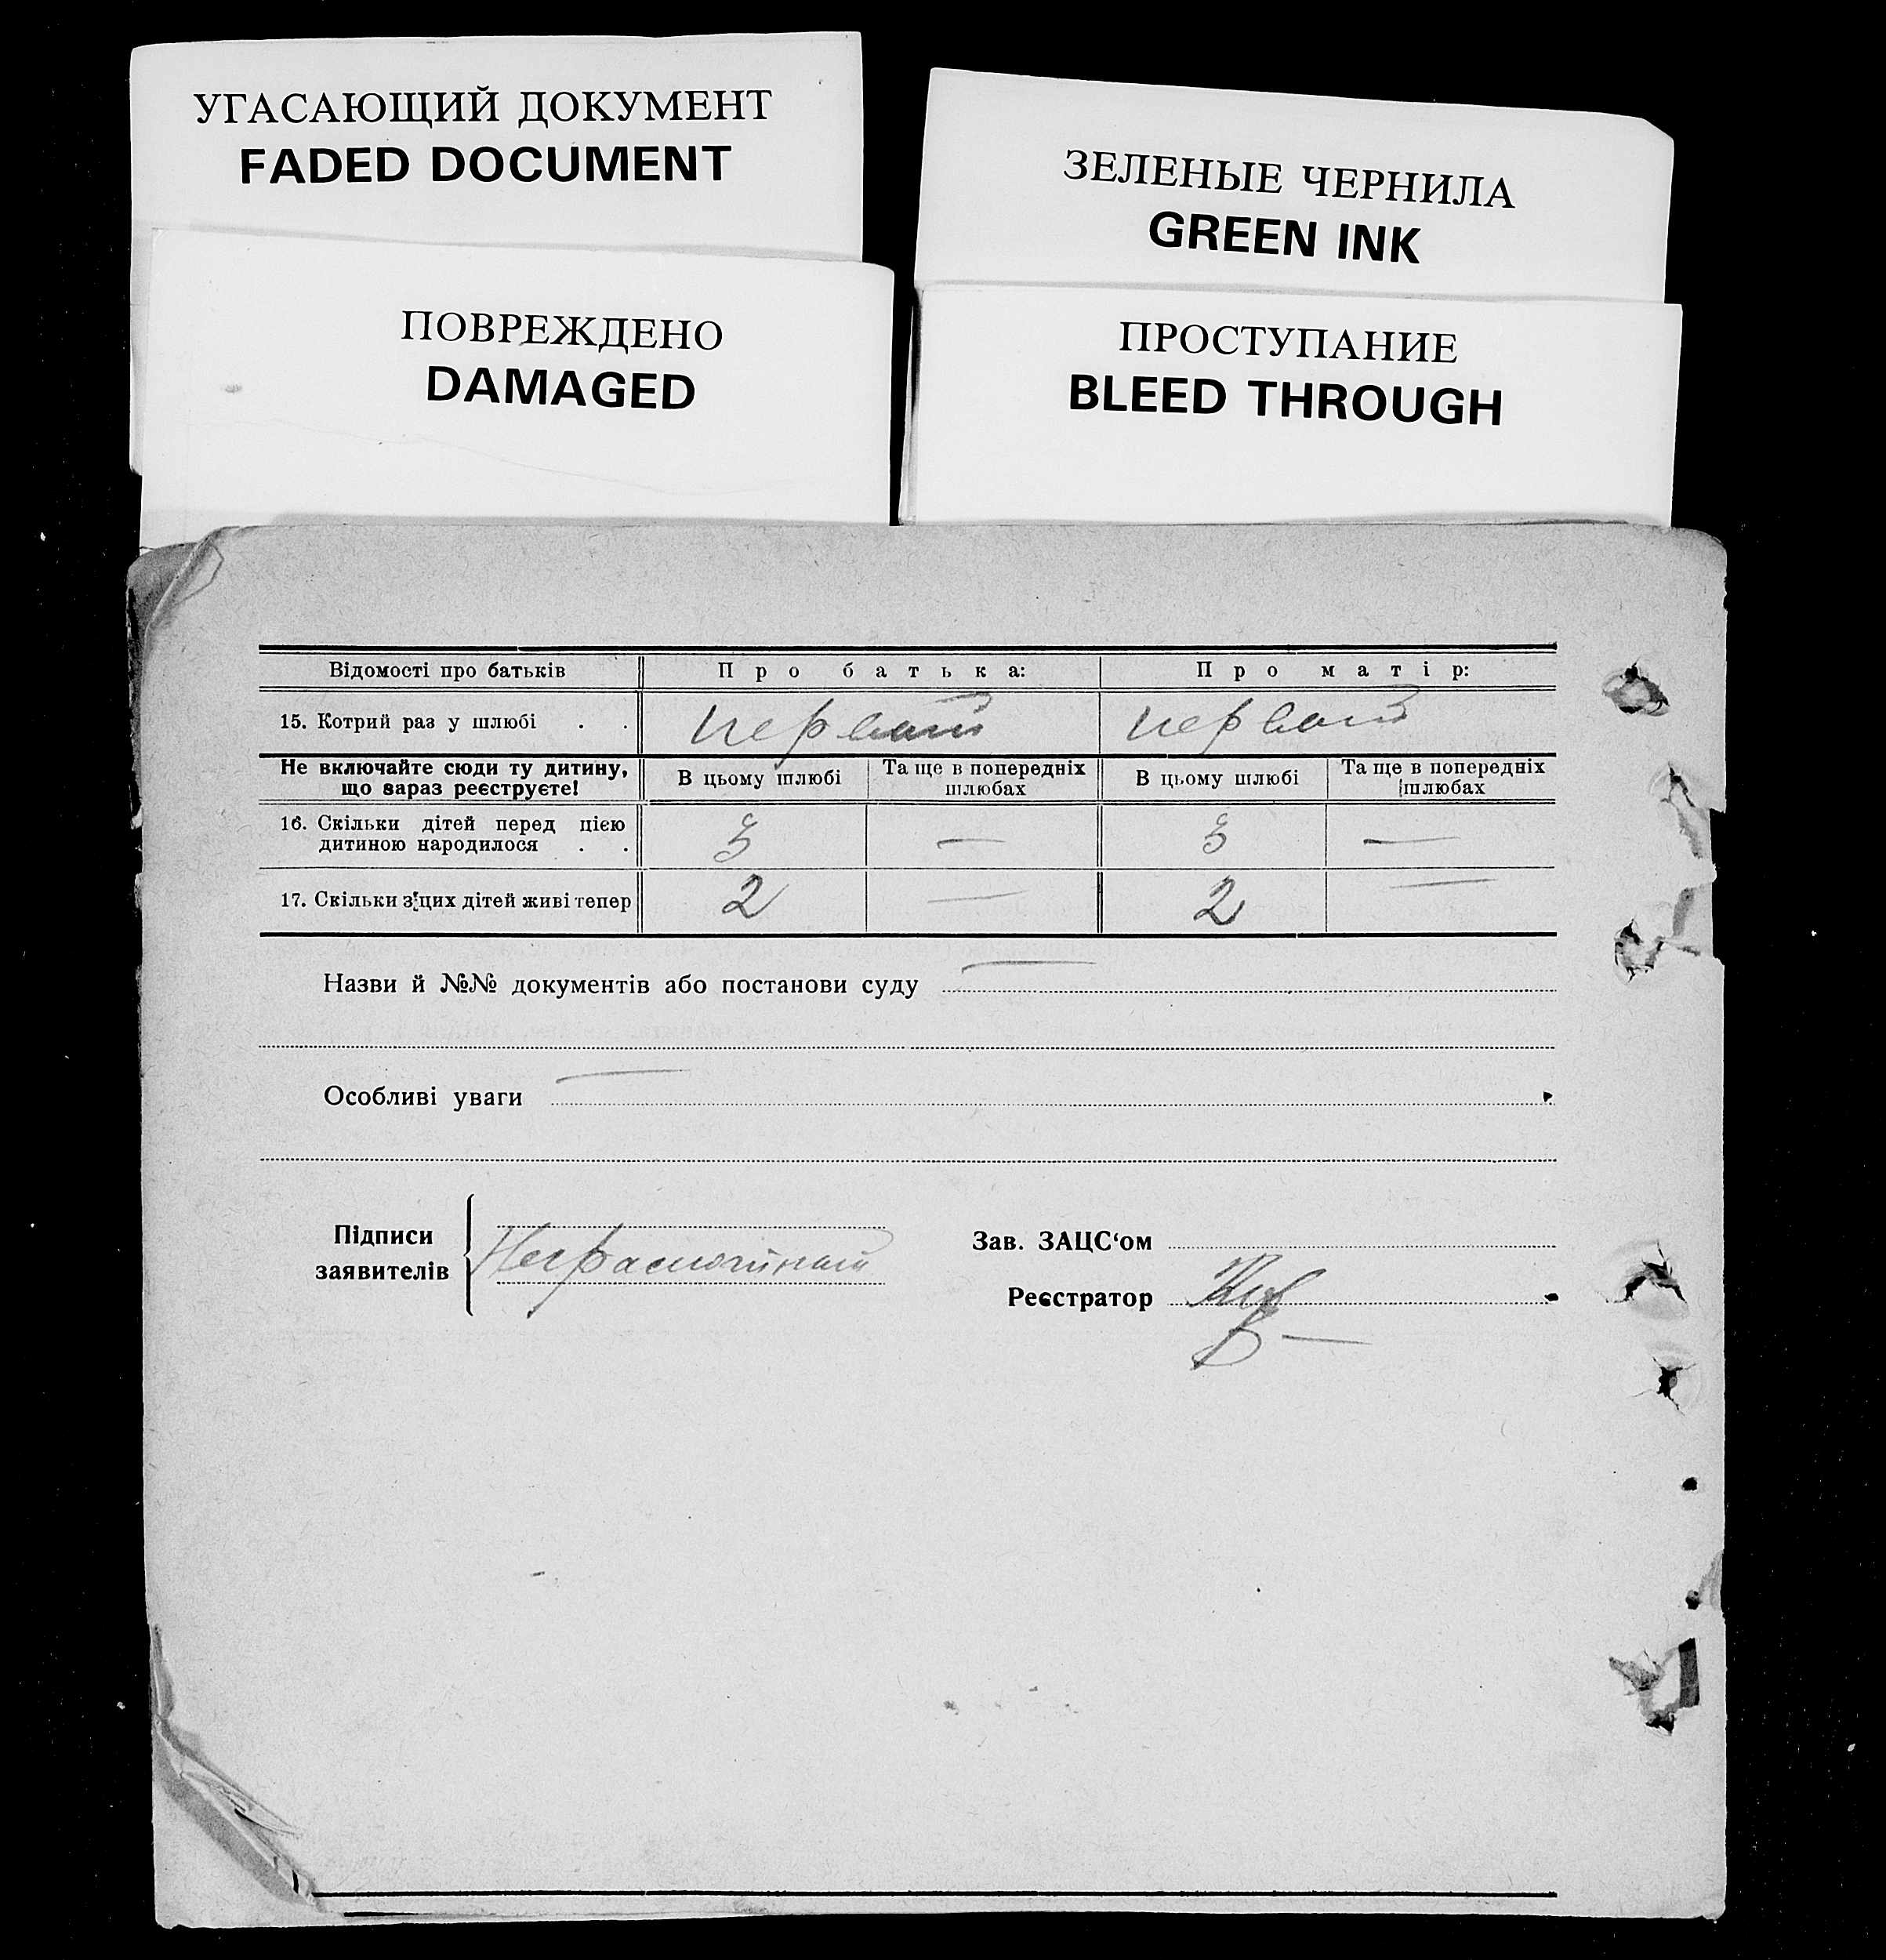 УГАСАЮЩИЙ ДОКУМЕНТ
FADED DOCUMENT
ЗЕЛЕНЫЕ ЧЕРНИЛА
GREEN INK
ПОВРЕЖДЕНО
DAMAGED
ПРОСТУПАНИЕ
BLEED THROUGH
Відомості про батьків Про батька: Про матір:
15. Котрий раз у шлюбі . . первый первый
Не включайте сюди ту дитину, що зараз реєструєте!
В цьому шлюбі Та ще в попередніх шлюбах В цьому шлюбі Та ще в попередніх шлюбах
16. Скільки дітей перед цією
дитиною народилося . . 3 — 3 —
17. Скільки з цих дітей живі тепер 2 — 2 —
Назви й №№ документів або постанови суду —
Особливі уваги —
Підписи
заявителів
Зав. ЗАЦС‘ом
Реєстратор